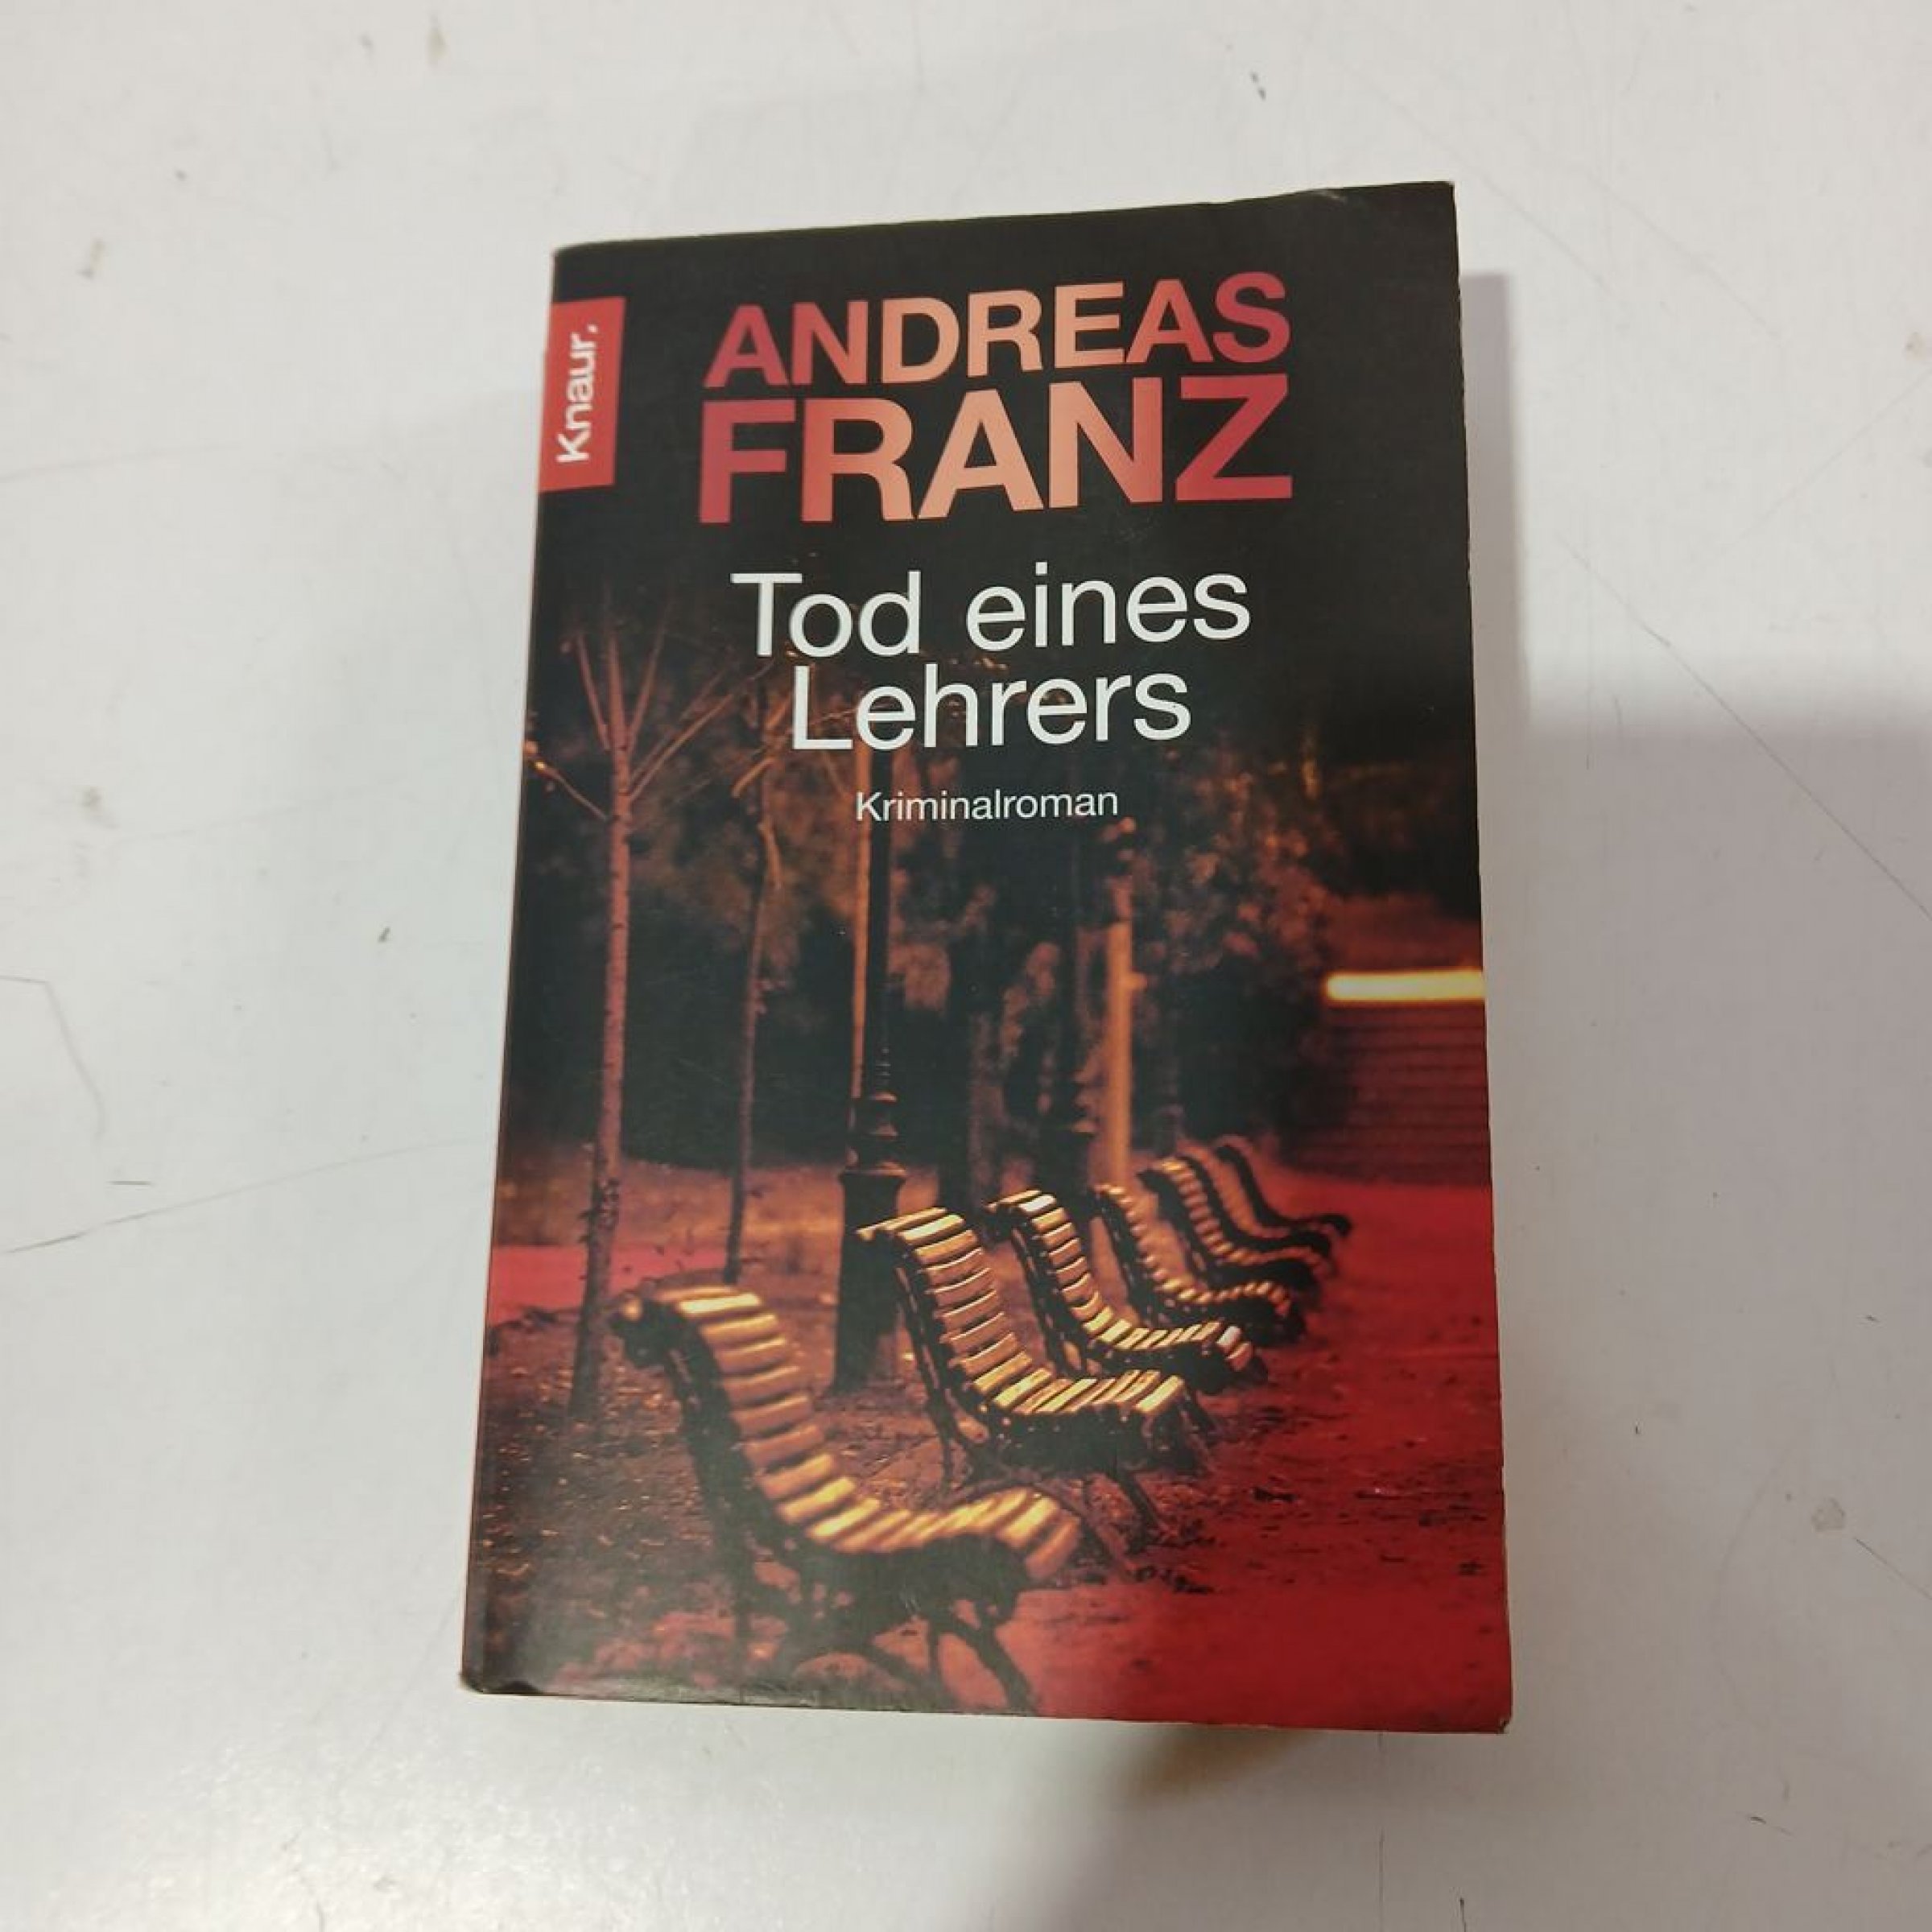 Knaur.
ANDREAS
FRANZ
Tod eines
Lehrers
Kriminalroman